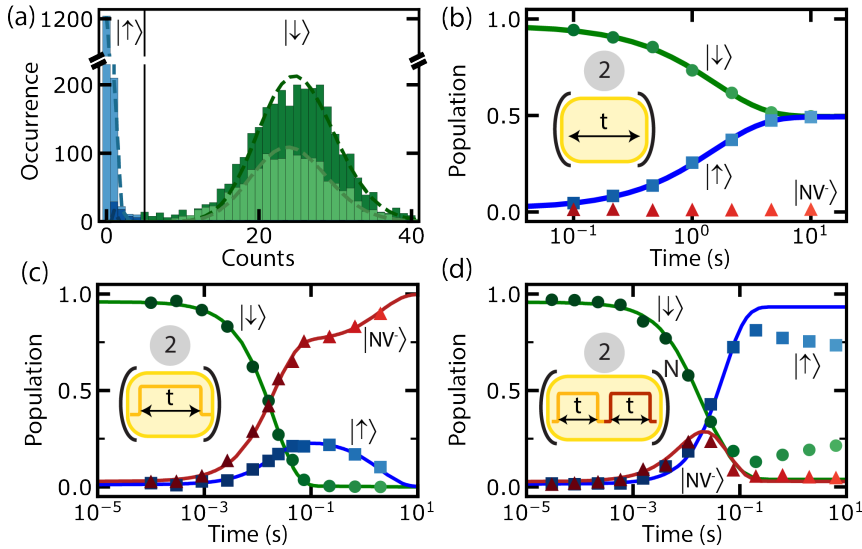 (a)
1200
|↑⟩
|↓⟩
200
100
0
Occurrence
0
20
40
Counts
(b)
1.0
0.5
0.0
Population
|↓⟩
2
t
|↑⟩
|NV⁻⟩
10⁻¹
10⁰
10¹
Time (s)
(c)
1.0
0.5
0.0
Population
|↓⟩
|NV⁻⟩
2
t
|↑⟩
10⁻⁵
10⁻³
10⁻¹
10¹
Time (s)
(d)
1.0
0.5
0.0
Population
|↓⟩
|↑⟩
2
N
t
t
|NV⁻⟩
10⁻⁵
10⁻³
10⁻¹
10¹
Time (s)